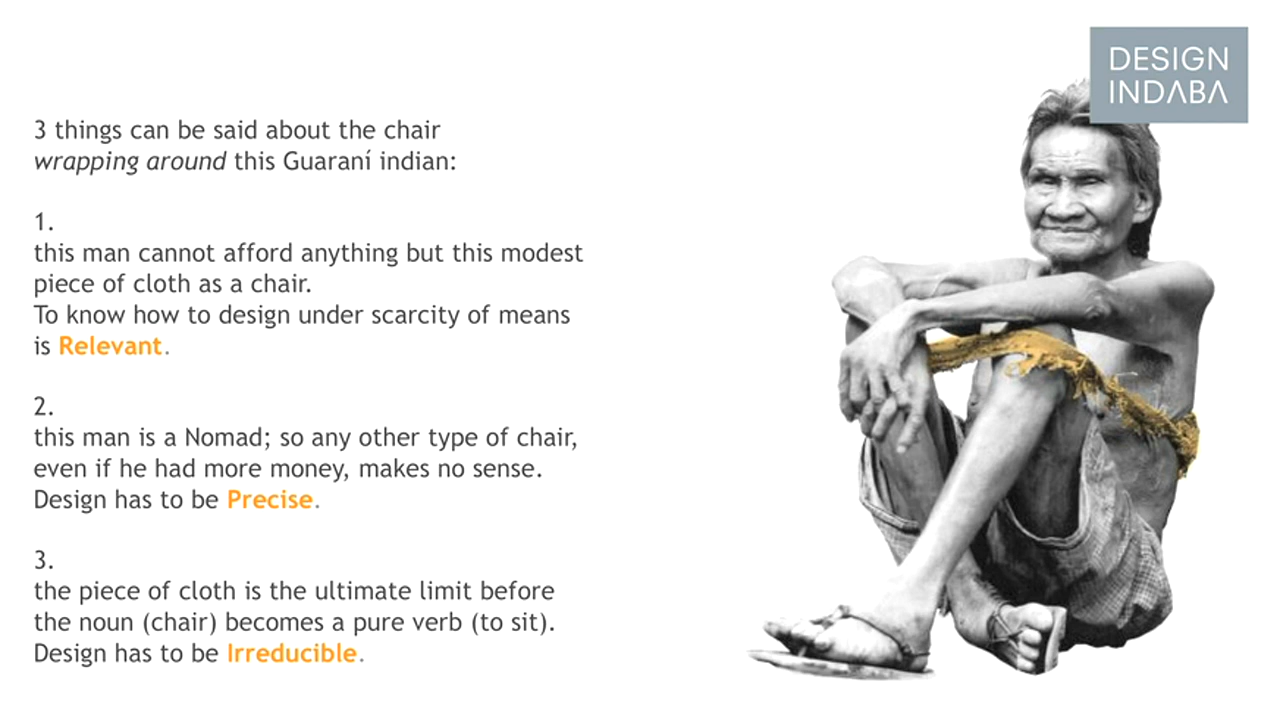 DESIGN
INDABA
3 things can be said about the chair
wrapping around this Guaraní indian:
1.
this man cannot afford anything but this modest
piece of cloth as a chair.
To know how to design under scarcity of means
is Relevant.
2.
this man is a Nomad; so any other type of chair,
even if he had more money, makes no sense.
Design has to be Precise.
3.
the piece of cloth is the ultimate limit before
the noun (chair) becomes a pure verb (to sit).
Design has to be Irreducible.